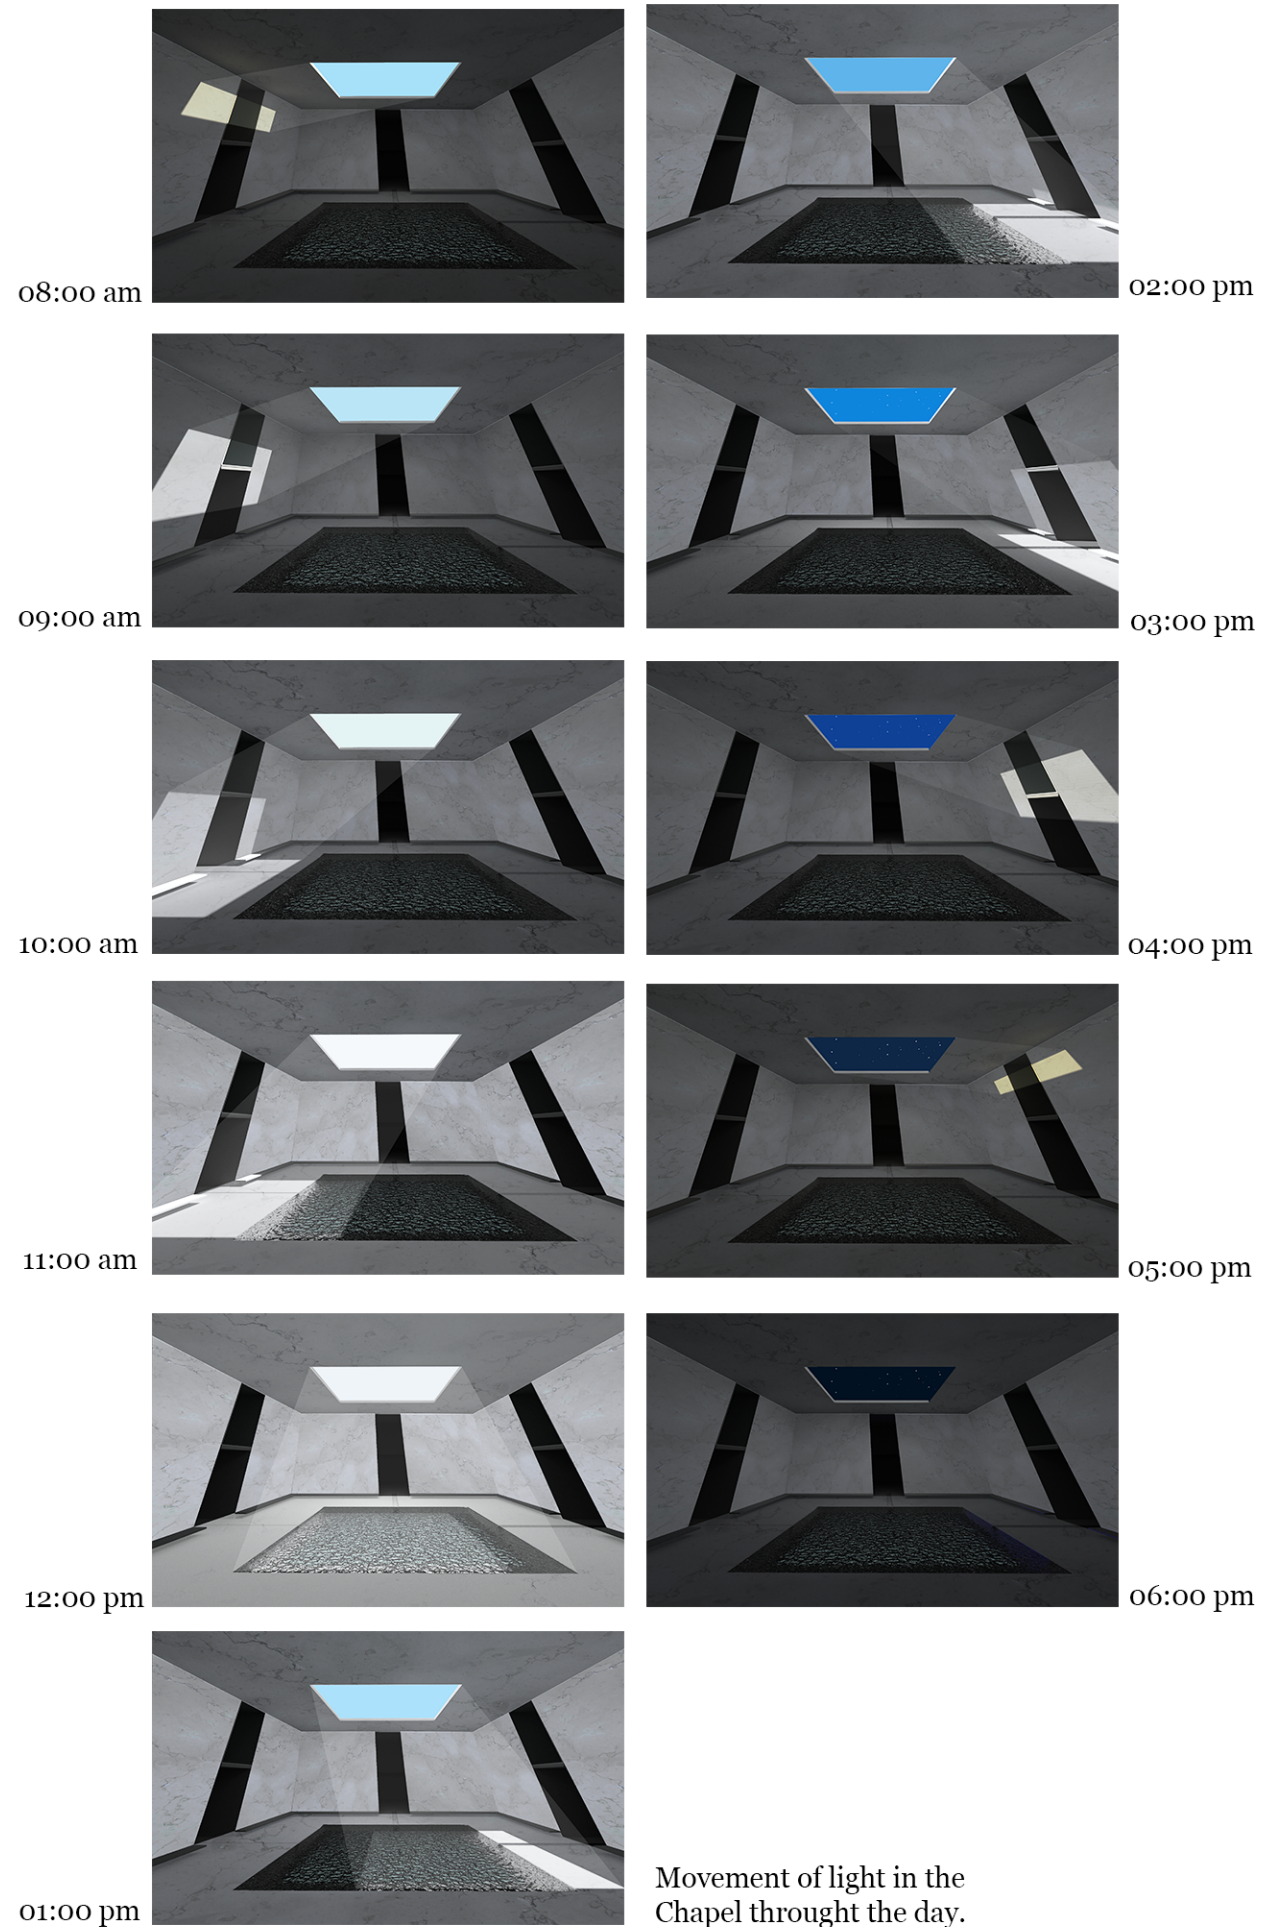 08:00 am
02:00 pm
09:00 am
03:00 pm
10:00 am
04:00 pm
11:00 am
05:00 pm
12:00 pm
06:00 pm
01:00 pm
Movement of light in the
Chapel throught the day.